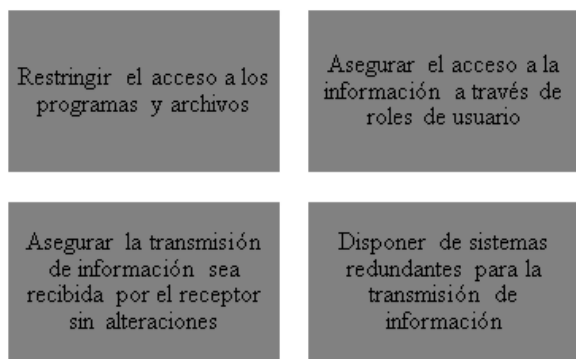 Restringir el acceso a los
programas y archivos
Asegurar el acceso a la
información a través de
roles de usuario
Asegurar la transmisión
de información sea
recibida por el receptor
sin alteraciones
Disponer de sistemas
redundantes para la
transmisión de
información